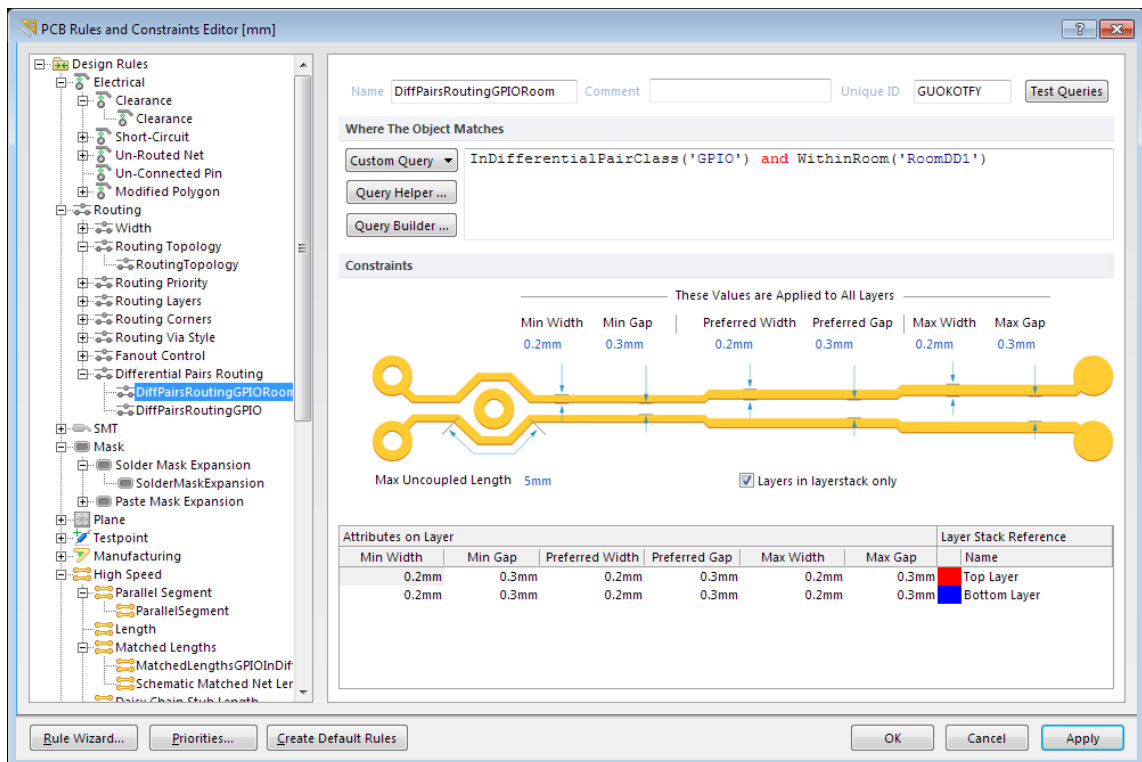 PCB Rules and Constraints Editor [mm]
Design Rules
Electrical
Clearance
Clearance
Short-Circuit
Un-Routed Net
Un-Connected Pin
Modified Polygon
Routing
Width
Routing Topology
RoutingTopology
Routing Priority
Routing Layers
Routing Corners
Routing Via Style
Fanout Control
Differential Pairs Routing
DiffPairsRoutingGPIORoom
DiffPairsRoutingGPIO
SMT
Mask
Solder Mask Expansion
SolderMaskExpansion
Paste Mask Expansion
Plane
Testpoint
Manufacturing
High Speed
Parallel Segment
ParallelSegment
Length
Matched Lengths
MatchedLengthsGPIOInDif
Schematic Matched Net Ler
Daisy Chain Stub Length
Name DiffPairsRoutingGPIORoom Comment Unique ID GUOKOTFY Test Queries
Where The Object Matches
Custom Query InDifferentialPairClass('GPIO') and WithinRoom('RoomDD1')
Query Helper ...
Query Builder ...
Constraints
These Values are Applied to All Layers
Min Width Min Gap Preferred Width Preferred Gap Max Width Max Gap
0.2mm 0.3mm 0.2mm 0.3mm 0.2mm 0.3mm
Max Uncoupled Length 5mm Layers in layerstack only
Attributes on Layer Layer Stack Reference
Min Width Min Gap Preferred Width Preferred Gap Max Width Max Gap Name
0.2mm 0.3mm 0.2mm 0.3mm 0.2mm 0.3mm Top Layer
0.2mm 0.3mm 0.2mm 0.3mm 0.2mm 0.3mm Bottom Layer
Rule Wizard... Priorities... Create Default Rules OK Cancel Apply